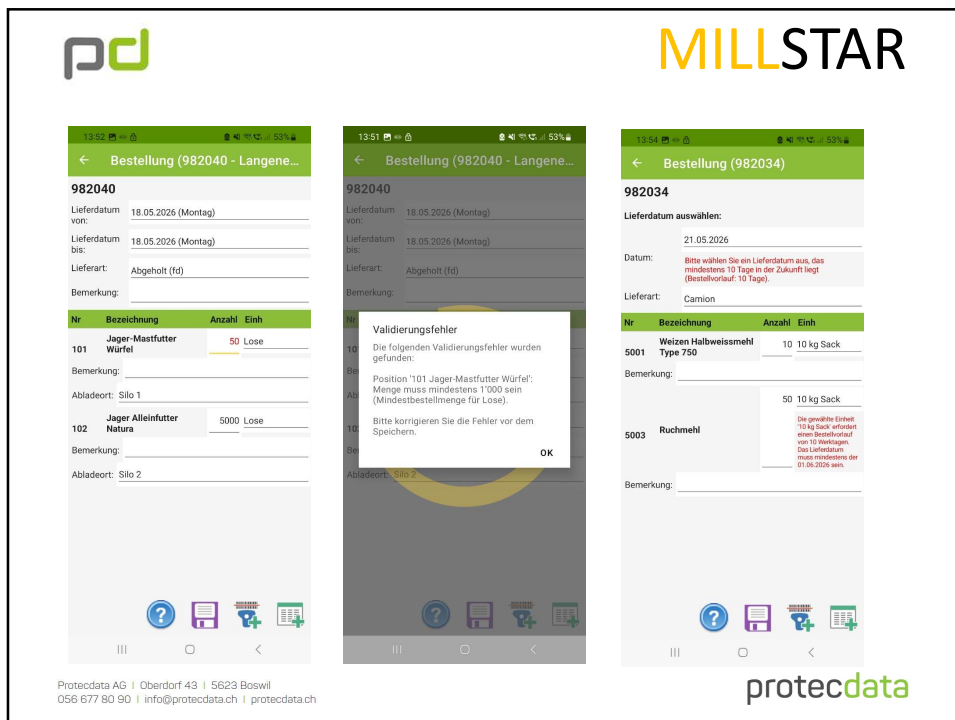 pd
MILLSTAR
13:52
53%
Bestellung (982040 - Langene...
982040
Lieferdatum von:
18.05.2026 (Montag)
Lieferdatum bis:
18.05.2026 (Montag)
Lieferart:
Abgeholt (fd)
Bemerkung:
Nr Bezeichnung Anzahl Einh
101 Jager-Mastfutter Würfel 50 Lose
Bemerkung:
Abladeort: Silo 1
102 Jager Alleinfutter Natura 5000 Lose
Bemerkung:
Abladeort: Silo 2
13:51
53%
Bestellung (982040 - Langene...
982040
Lieferdatum von:
18.05.2026 (Montag)
Lieferdatum bis:
18.05.2026 (Montag)
Lieferart:
Abgeholt (fd)
Bemerkung:
Validierungsfehler
Die folgenden Validierungsfehler wurden
gefunden:
Position '101 Jager-Mastfutter Würfel':
Menge muss mindestens 1'000 sein
(Mindestbestellmenge für Lose).
Bitte korrigieren Sie die Fehler vor dem
Speichern.
OK
Abladeort: Silo 2
13:54
53%
Bestellung (982034)
982034
Lieferdatum auswählen:
21.05.2026
Datum:
Bitte wählen Sie ein Lieferdatum aus, das
mindestens 10 Tage in der Zukunft liegt
(Bestellvorlauf: 10 Tage).
Lieferart:
Camion
Nr Bezeichnung Anzahl Einh
5001 Weizen Halbweissmehl Type 750 10 10 kg Sack
Bemerkung:
5003 Ruchmehl 50 10 kg Sack
Die gewählte Einheit
'10 kg Sack' erfordert
einen Bestellvorlauf
von 10 Werktagen.
Das Lieferdatum
muss mindestens der
01.06.2026 sein.
Bemerkung:
Protecdata AG | Oberdorf 43 | 5623 Boswil
056 677 80 90 | info@protecdata.ch | protecdata.ch
protecdata